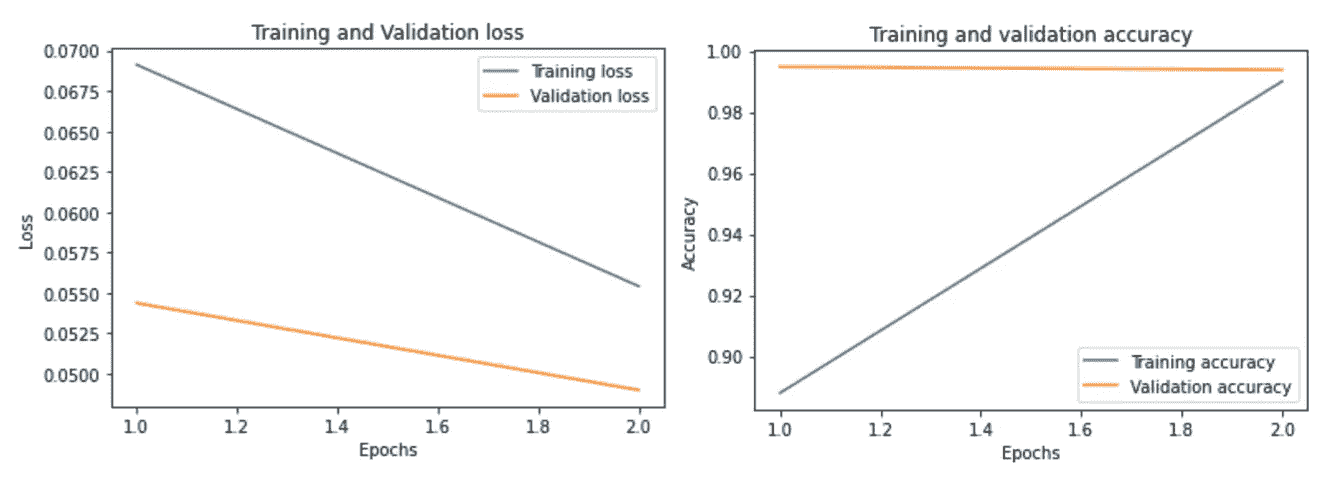 Training and Validation loss
0.0700
0.0675
0.0650
0.0625
0.0600
0.0575
0.0550
0.0525
0.0500
Loss
Training loss
Validation loss
1.0 1.2 1.4 1.6 1.8 2.0
Epochs
Training and validation accuracy
1.00
0.98
0.96
0.94
0.92
0.90
Accuracy
Training accuracy
Validation accuracy
1.0 1.2 1.4 1.6 1.8 2.0
Epochs